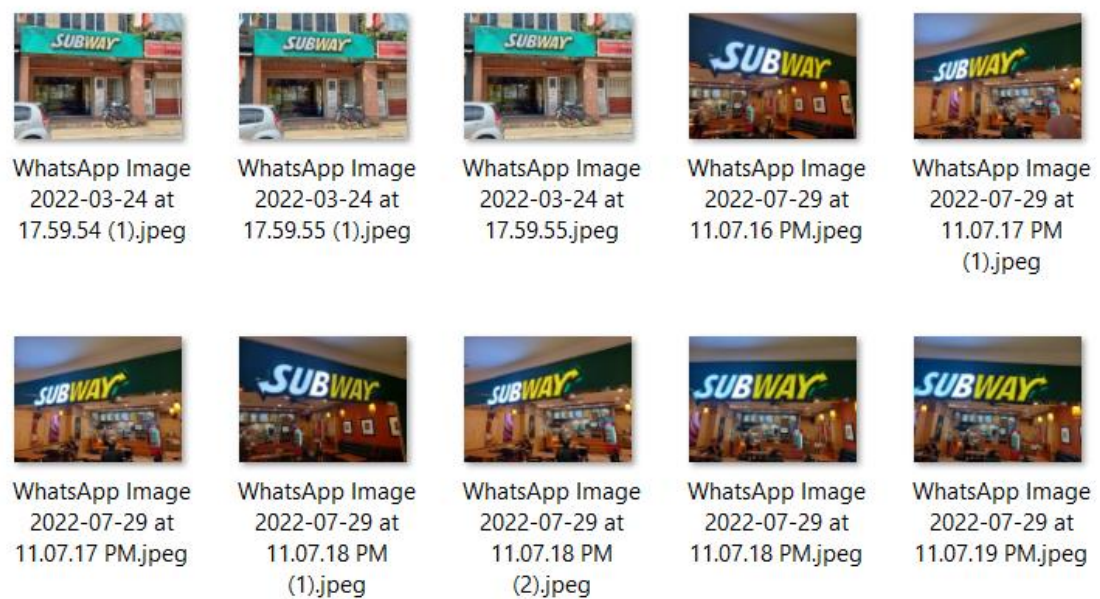 SUBWAY
SUBWAY
SUBWAY
SUBWAY
SUBWAY
WhatsApp Image
2022-03-24 at
17.59.54 (1).jpeg
WhatsApp Image
2022-03-24 at
17.59.55 (1).jpeg
WhatsApp Image
2022-03-24 at
17.59.55.jpeg
WhatsApp Image
2022-07-29 at
11.07.16 PM.jpeg
WhatsApp Image
2022-07-29 at
11.07.17 PM
(1).jpeg
SUBWAY
SUBWAY
SUBWAY
SUBWAY
SUBWAY
WhatsApp Image
2022-07-29 at
11.07.17 PM.jpeg
WhatsApp Image
2022-07-29 at
11.07.18 PM
(1).jpeg
WhatsApp Image
2022-07-29 at
11.07.18 PM
(2).jpeg
WhatsApp Image
2022-07-29 at
11.07.18 PM.jpeg
WhatsApp Image
2022-07-29 at
11.07.19 PM.jpeg